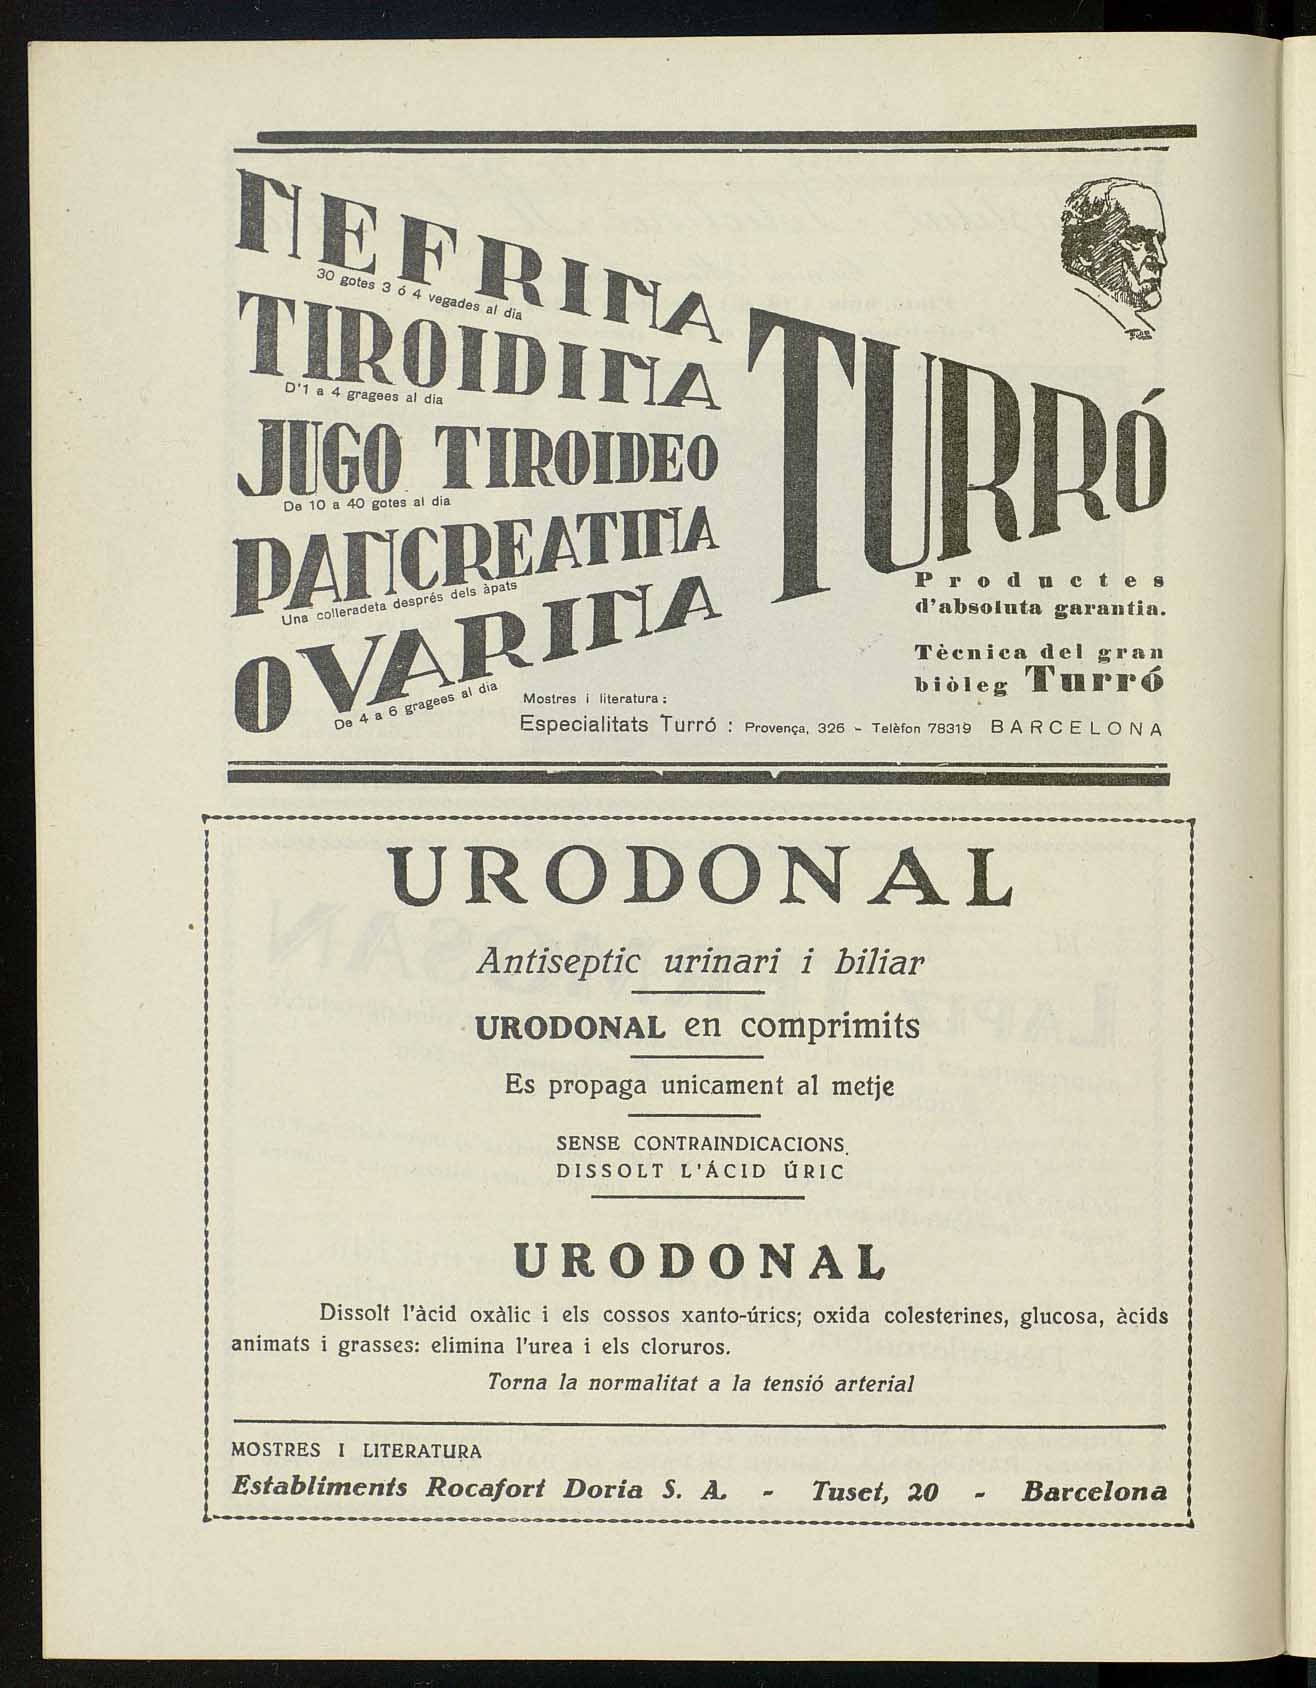 NEFRINA
30 gotes 3 ó 4 vegades al dia
TIROIDINA
D'1 a 4 gragees al dia
JUGO TIROIDEO
De 10 a 40 gotes al dia
PANCREATINA
Una colleradeta després dels àpats
OVARINA
De 4 a 6 gragees al dia
TURRÓ
Productes
d'absoluta garantia.
Tècnica del gran
biòleg Turró
Mostres i literatura:
Especialitats Turró : Provença, 326 - Telèfon 78319 BARCELONA
URODONAL
Antiseptic urinari i biliar
URODONAL en comprimits
Es propaga unicament al metje
SENSE CONTRAINDICACIONS.
DISSOLT L'ÁCID ÚRIC
URODONAL
Dissolt l'àcid oxàlic i els cossos xanto-úrics; oxida colesterines, glucosa, àcids
animats i grasses: elimina l'urea i els cloruros.
Torna la normalitat a la tensió arterial
MOSTRES I LITERATURA
Establiments Rocafort Doria S. A. - Tuset, 20 - Barcelona